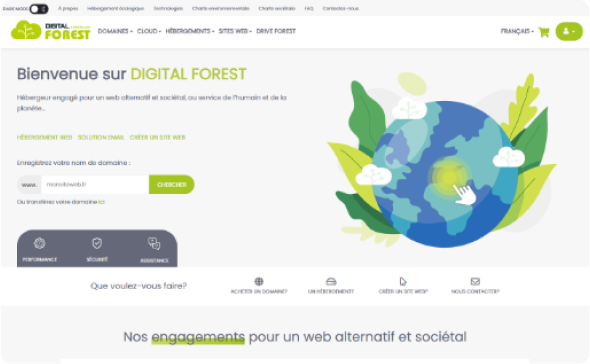 DARK MODE À propos Hébergement écologique Technologies Charte environnementale Charte sociétale FAQ Contactez-nous
DIGITAL
FOREST
DOMAINES CLOUD HÉBERGEMENTS SITES WEB DRIVE FOREST
FRANÇAIS
Bienvenue sur DIGITAL FOREST
Hébergeur engagé pour un web alternatif et sociétal, au service de l'humain et de la
planète...
HÉBERGEMENT WEB SOLUTION EMAIL CRÉER UN SITE WEB
Enregistrez votre nom de domaine :
www. monsiteweb.fr CHERCHER
Ou transférez votre domaine ici
PERFORMANCE SÉCURITÉ ASSISTANCE
Que voulez-vous faire?
ACHETER UN DOMAINE? UN HÉBERGEMENT? CRÉER UN SITE WEB? NOUS CONTACTER?
Nos engagements pour un web alternatif et sociétal